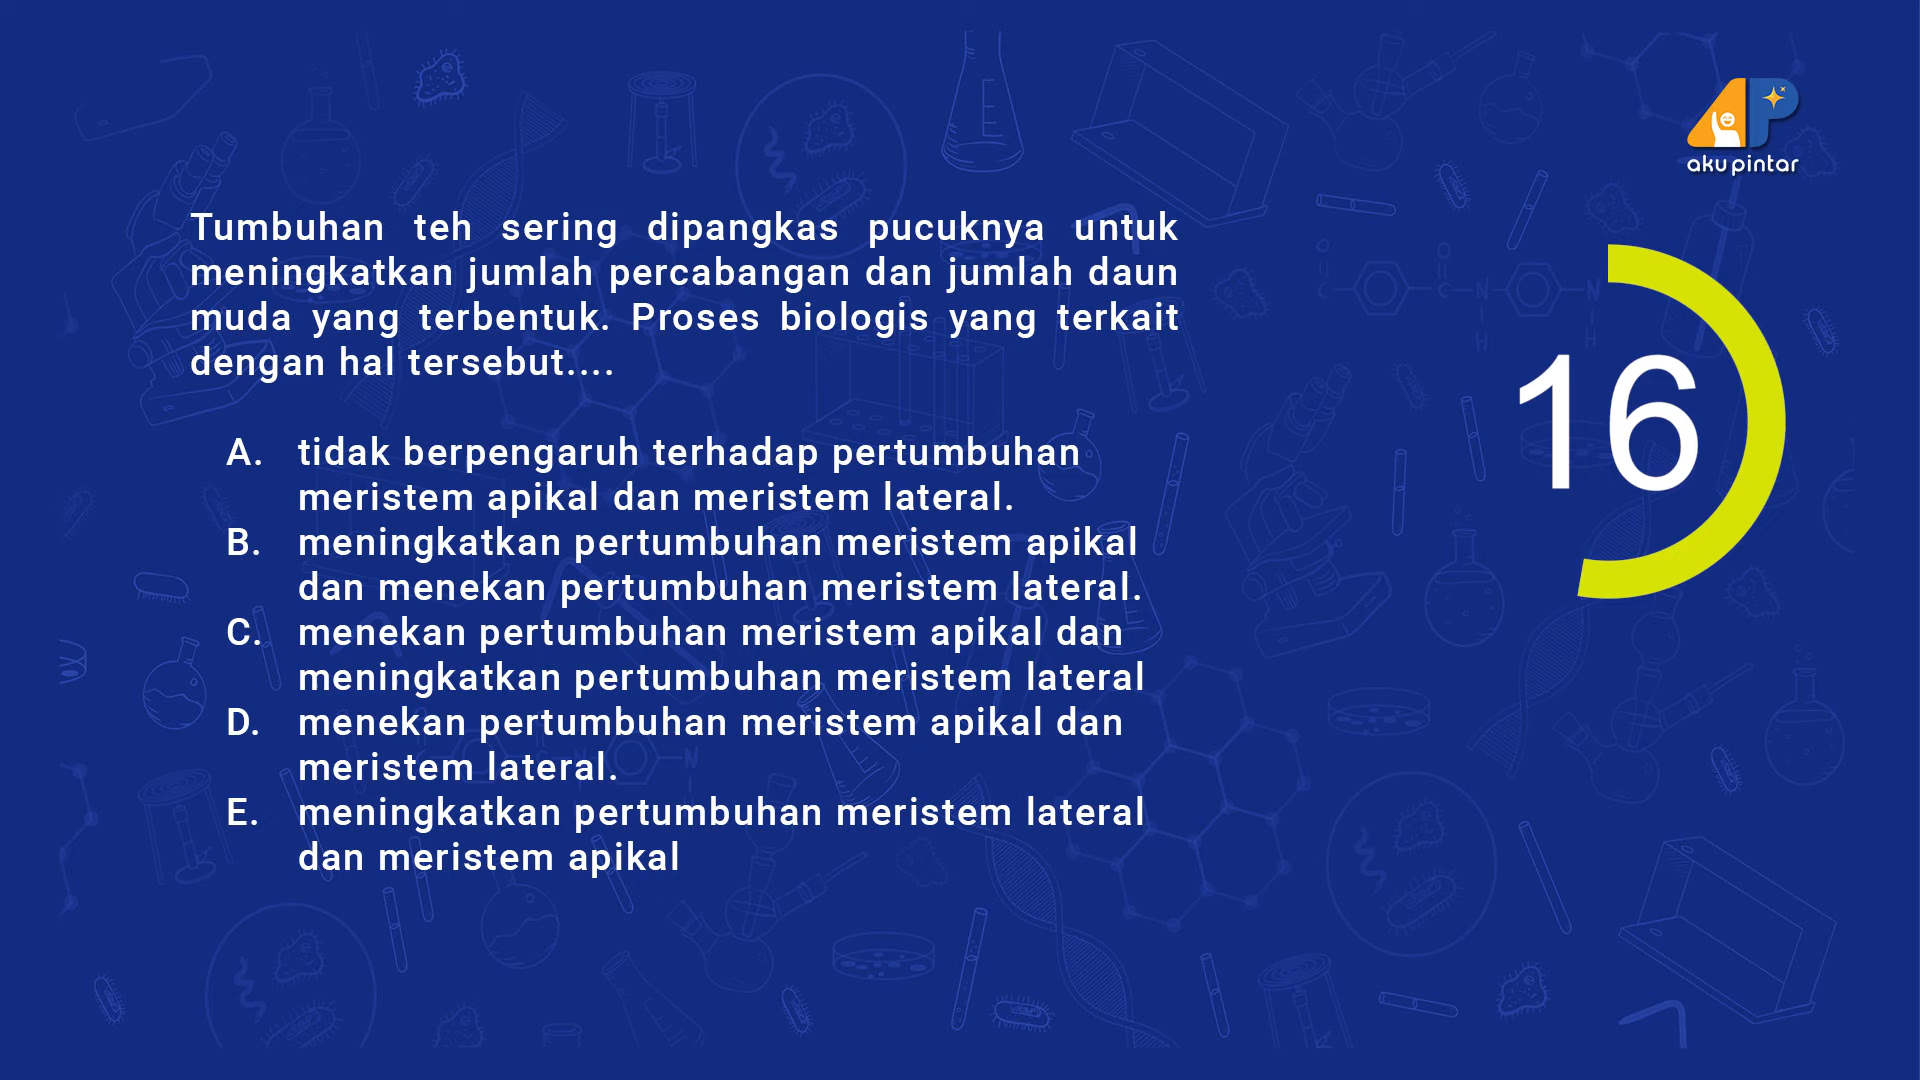 aku pintar
Tumbuhan teh sering dipangkas pucuknya untuk
meningkatkan jumlah percabangan dan jumlah daun
muda yang terbentuk. Proses biologis yang terkait
dengan hal tersebut....
A. tidak berpengaruh terhadap pertumbuhan
meristem apikal dan meristem lateral.
B. meningkatkan pertumbuhan meristem apikal
dan menekan pertumbuhan meristem lateral.
C. menekan pertumbuhan meristem apikal dan
meningkatkan pertumbuhan meristem lateral
D. menekan pertumbuhan meristem apikal dan
meristem lateral.
E. meningkatkan pertumbuhan meristem lateral
dan meristem apikal
16